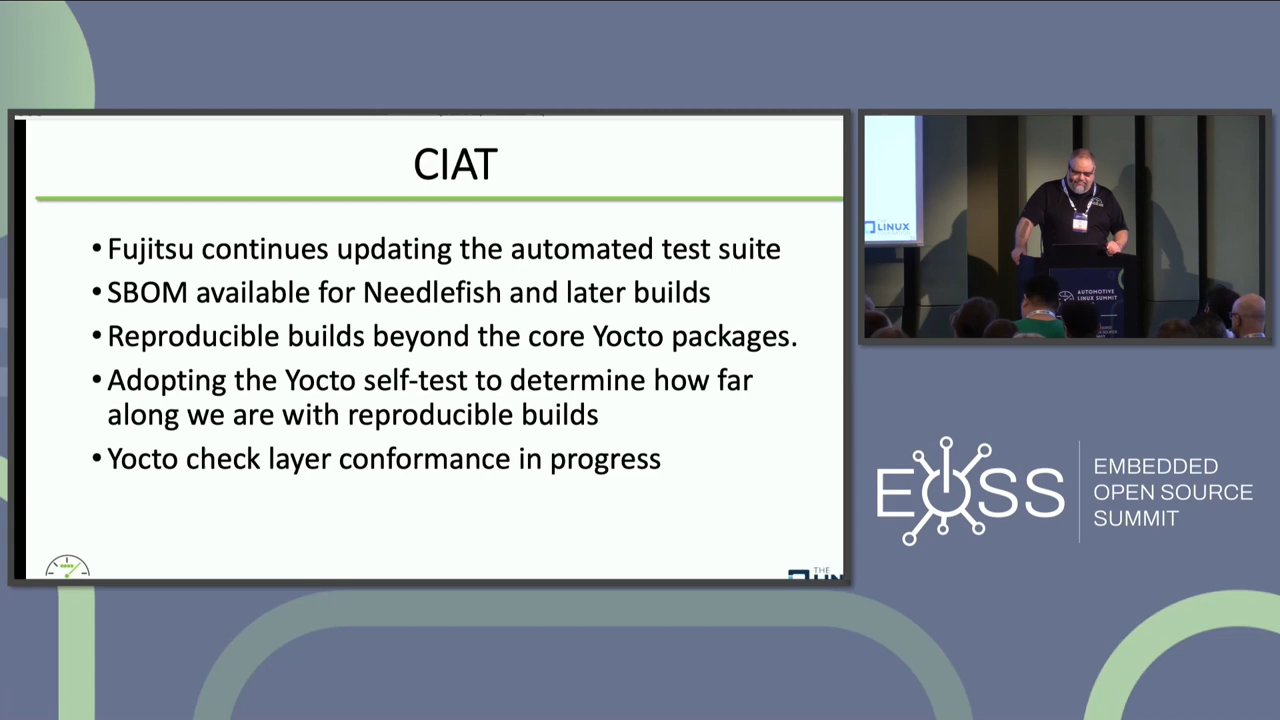 CIAT
• Fujitsu continues updating the automated test suite
• SBOM available for Needlefish and later builds
• Reproducible builds beyond the core Yocto packages.
• Adopting the Yocto self-test to determine how far
along we are with reproducible builds
• Yocto check layer conformance in progress
THE
LINUX
AUTOMOTIVE
LINUX SUMMIT
EOSS
EMBEDDED
OPEN SOURCE
SUMMIT